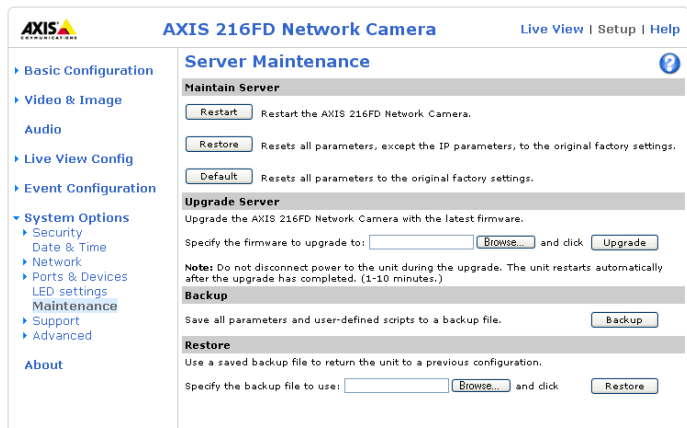 AXIS
COMMUNICATIONS
AXIS 216FD Network Camera
Live View | Setup | Help
Basic Configuration
Video & Image
Audio
Live View Config
Event Configuration
System Options
Security
Date & Time
Network
Ports & Devices
LED settings
Maintenance
Support
Advanced
About
Server Maintenance
?
Maintain Server
Restart Restart the AXIS 216FD Network Camera.
Restore Resets all parameters, except the IP parameters, to the original factory settings.
Default Resets all parameters to the original factory settings.
Upgrade Server
Upgrade the AXIS 216FD Network Camera with the latest firmware.
Specify the firmware to upgrade to: Browse... and click Upgrade
Note: Do not disconnect power to the unit during the upgrade. The unit restarts automatically
after the upgrade has completed. (1-10 minutes.)
Backup
Save all parameters and user-defined scripts to a backup file. Backup
Restore
Use a saved backup file to return the unit to a previous configuration.
Specify the backup file to use: Browse... and click Restore